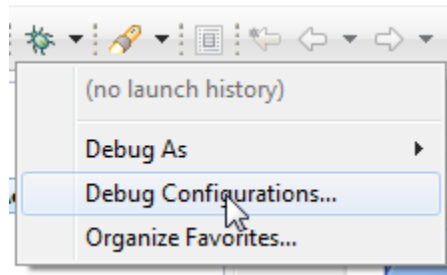 (no launch history)
Debug As
Debug Configurations...
Organize Favorites...